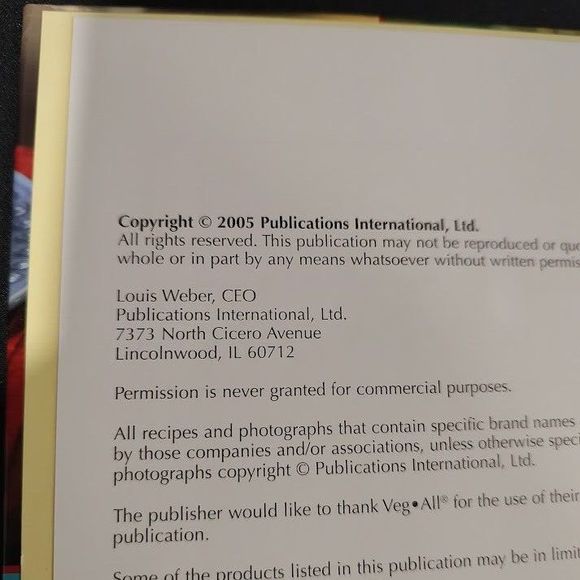 Copyright © 2005 Publications International, Ltd.
All rights reserved. This publication may not be reproduced or
whole or in part by any means whatsoever without written
Louis Weber, CEO
Publications International, Ltd.
7373 North Cicero Avenue
Lincolnwood, IL 60712
Permission is never granted for commercial purposes.
All recipes and photographs that contain specific brand names
by those companies and/or associations, unless otherwise
photographs copyright © Publications International, Ltd.
The publisher would like to thank Veg•All® for the use of their
publication.
Some of the products listed in this publication may be in